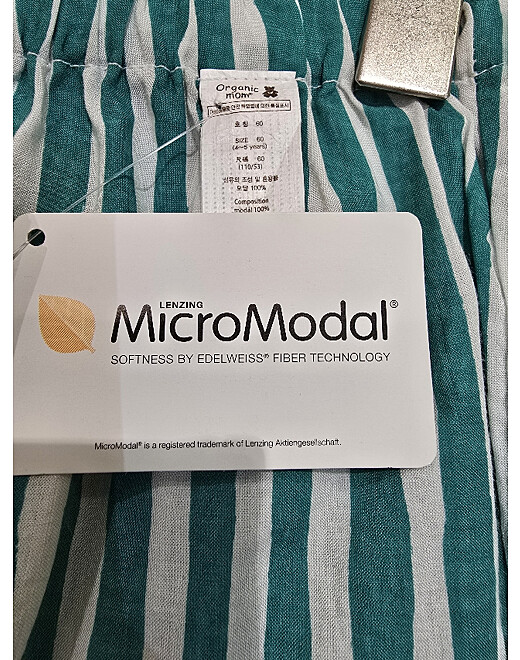 Organic
mom
호 칭 60
SIZE 60
(4~5 years)
尺碼 60
(110/53)
섬유의 조성 및 혼용률
모달 100%
Composition
modal 100%
LENZING
MicroModal®
SOFTNESS BY EDELWEISS® FIBER TECHNOLOGY
MicroModal® is a registered trademark of Lenzing Aktiengesellschaft.